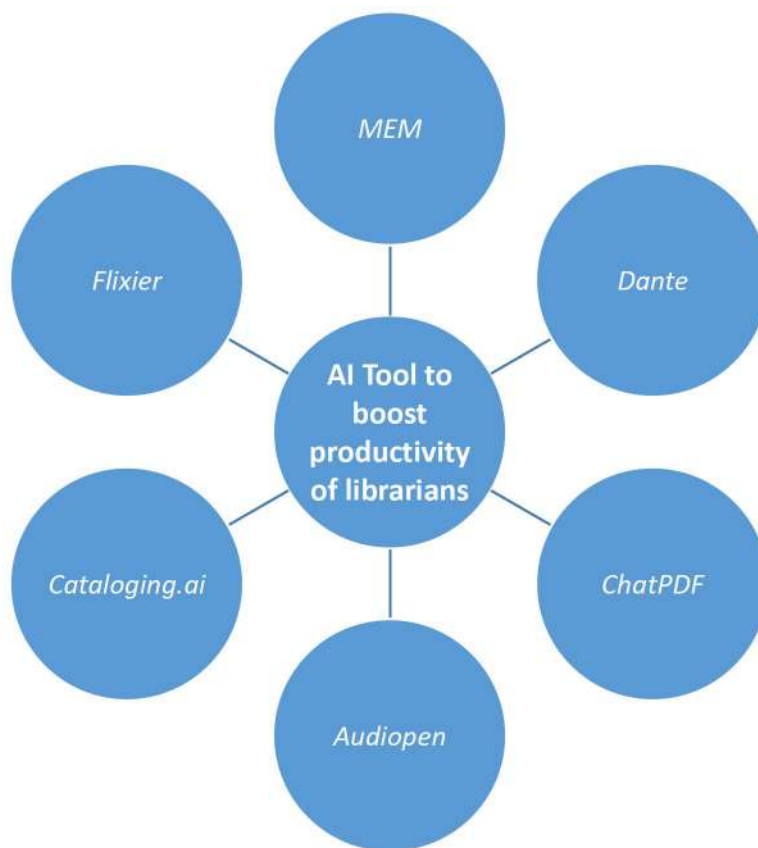 MEM
Flixier
Dante
AI Tool to
boost
productivity
of librarians
Cataloging.ai
ChatPDF
Audiopen